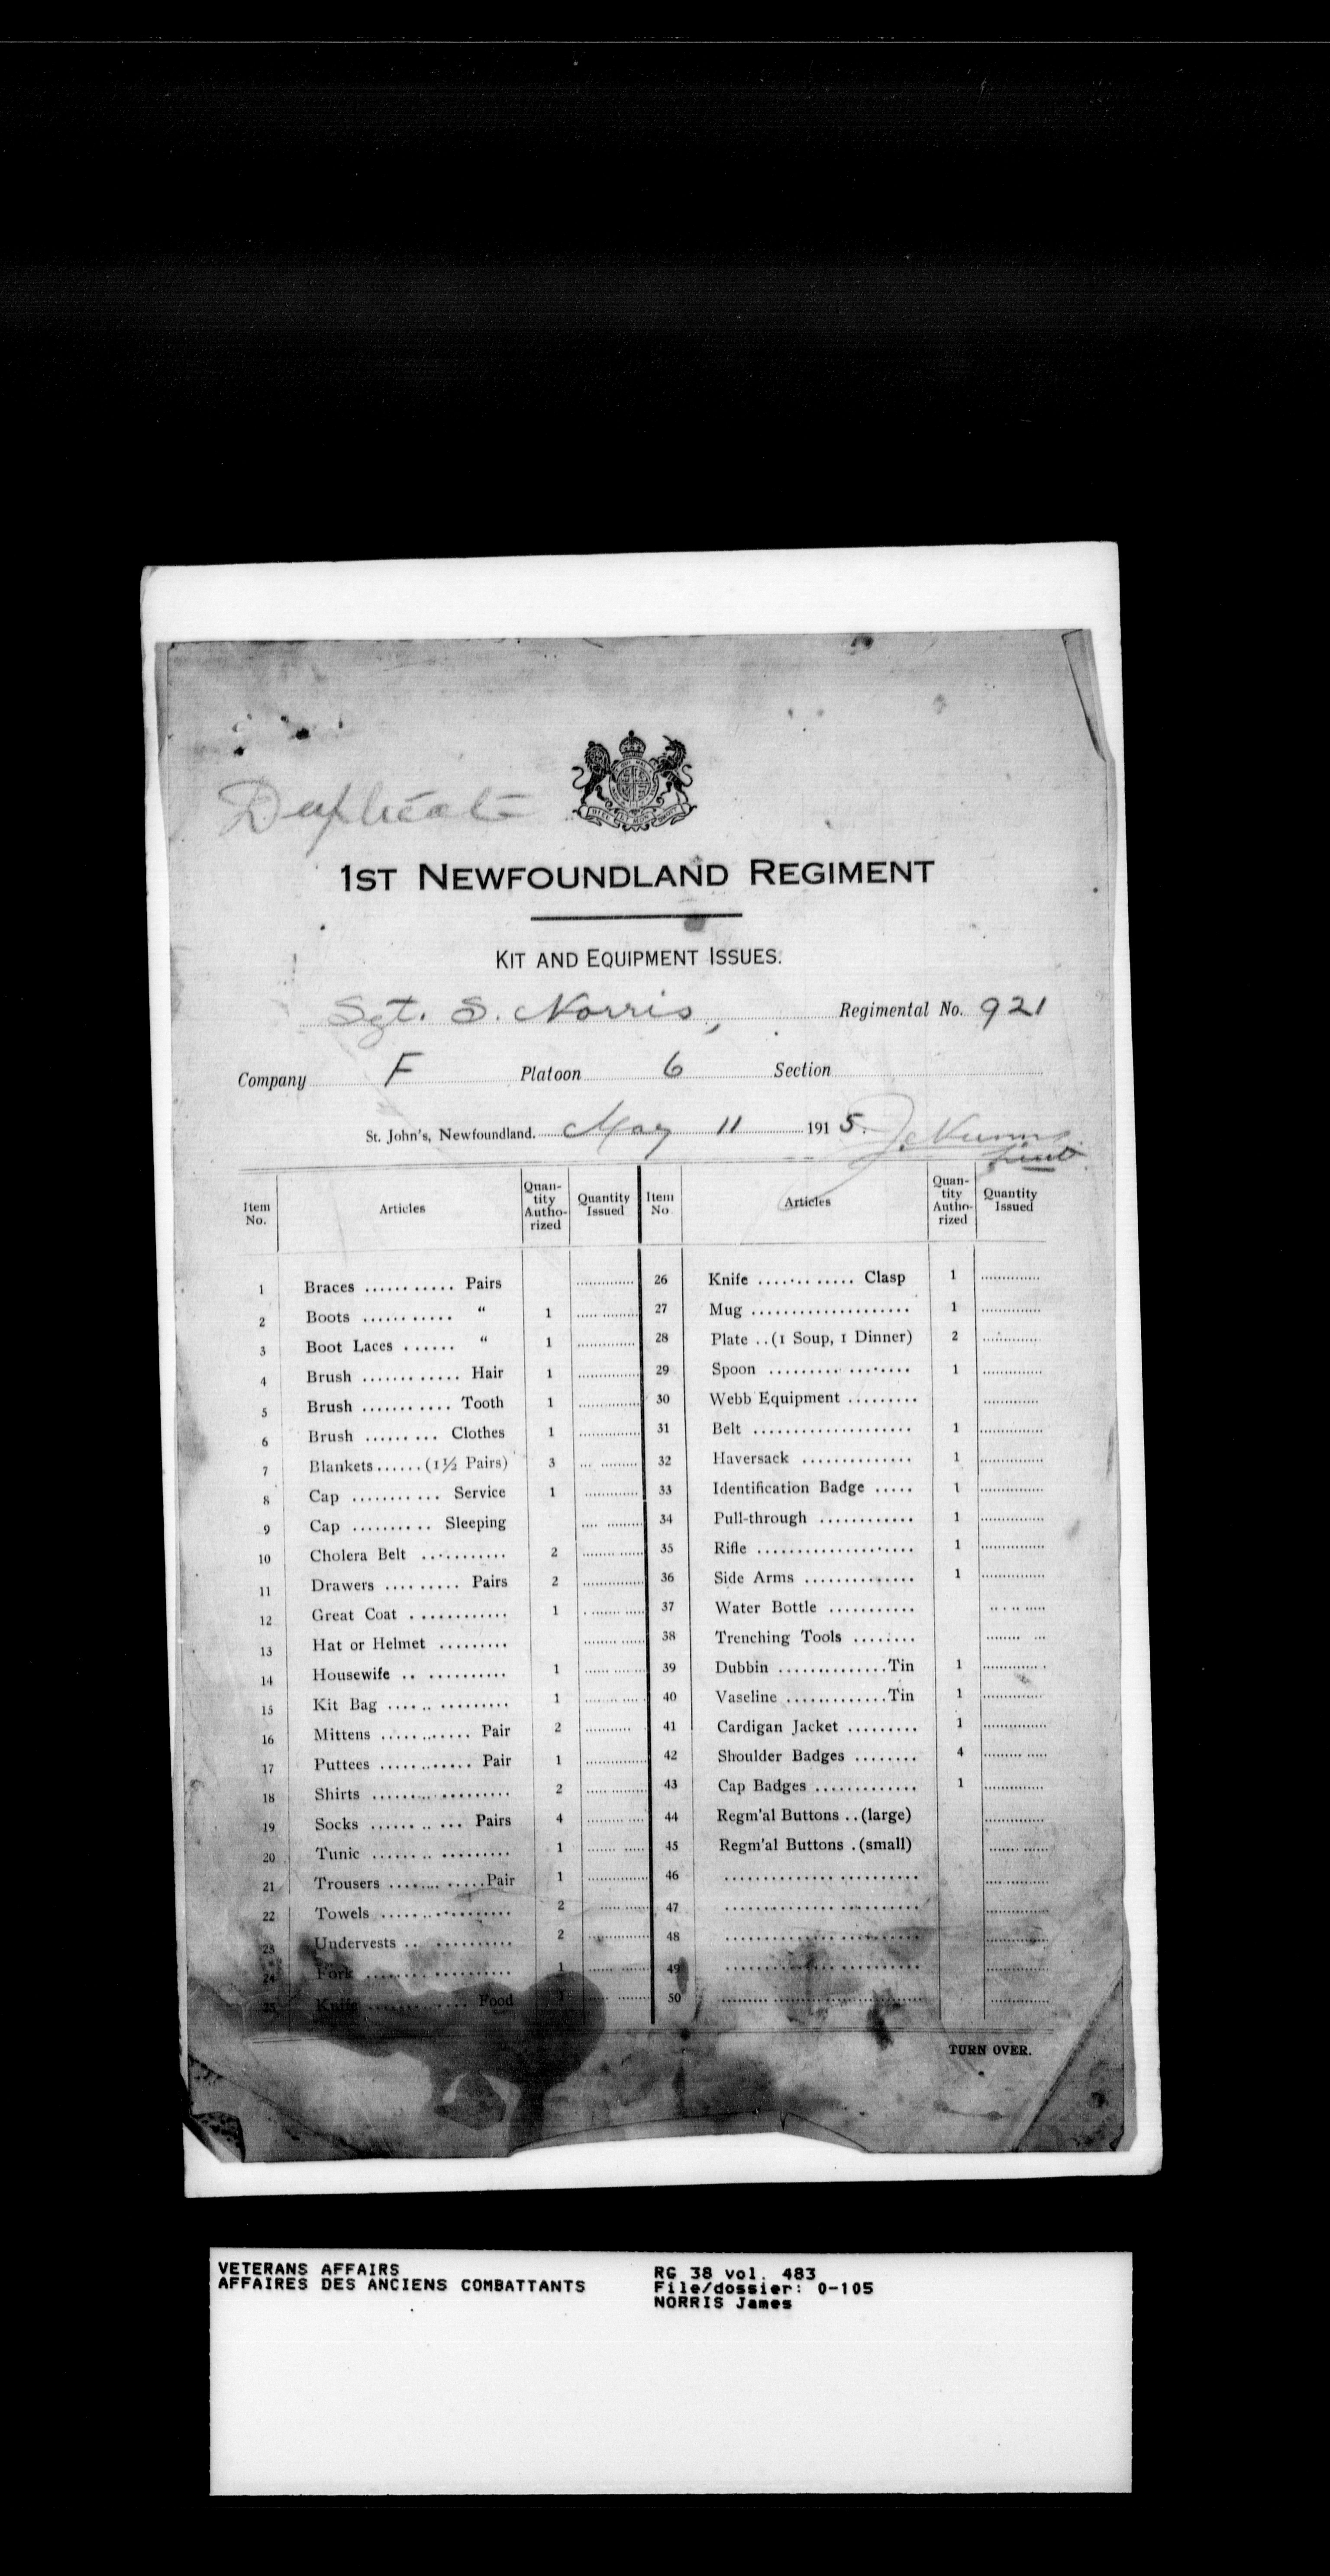 Duplicate
1ST NEWFOUNDLAND REGIMENT
KIT AND EQUIPMENT ISSUES.
Sgt. S. Norris, Regimental No. 921
Company F Platoon 6 Section
St. John's, Newfoundland. May 11 1915.
Lieut
Item No. Articles Quantity Authorized Quantity Issued Item No Articles Quantity Authorized Quantity Issued
1 Braces ........... Pairs 26 Knife ............ Clasp 1
2 Boots ........... " 1 27 Mug .................... 1
3 Boot Laces ...... " 1 28 Plate ..(1 Soup, 1 Dinner) 2
4 Brush ............ Hair 1 29 Spoon ................. 1
5 Brush ........... Tooth 1 30 Webb Equipment .........
6 Brush ......... Clothes 1 31 Belt .................... 1
7 Blankets......(1½ Pairs) 3 32 Haversack .............. 1
8 Cap ........... Service 1 33 Identification Badge ..... 1
9 Cap .......... Sleeping 34 Pull-through ............ 1
10 Cholera Belt ........... 2 35 Rifle .................... 1
11 Drawers ......... Pairs 2 36 Side Arms .............. 1
12 Great Coat ............ 1 37 Water Bottle ...........
13 Hat or Helmet ......... 38 Trenching Tools ........
14 Housewife .. .......... 1 39 Dubbin ..............Tin 1
15 Kit Bag ...... ......... 1 40 Vaseline .............Tin 1
16 Mittens ........... Pair 2 41 Cardigan Jacket ......... 1
17 Puttees ............ Pair 1 42 Shoulder Badges ........ 4
18 Shirts ................. 2 43 Cap Badges ............. 1
19 Socks ....... .. ... Pairs 4 44 Regm'al Buttons ..(large)
20 Tunic ................. 1 45 Regm'al Buttons .(small)
21 Trousers ............Pair 1 46
22 Towels ................ 2 47
23 Undervests .. .......... 2 48
24 Fork .................. 1 49
25 Knife ............. Food 1 50
TURN OVER.
VETERANS AFFAIRS RG 38 vol. 483
AFFAIRES DES ANCIENS COMBATTANTS File/dossier: 0-105
NORRIS James